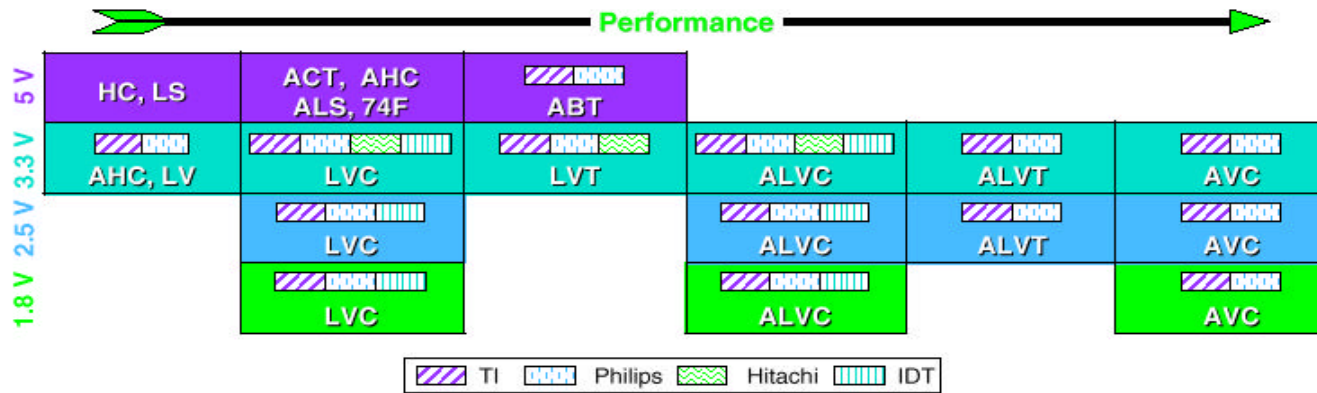 Performance
5 V
HC, LS
ACT, AHC
ALS, 74F
ABT
3.3 V
AHC, LV
LVC
LVT
ALVC
ALVT
AVC
2.5 V
LVC
ALVC
ALVT
AVC
1.8 V
LVC
ALVC
AVC
TI Philips Hitachi IDT